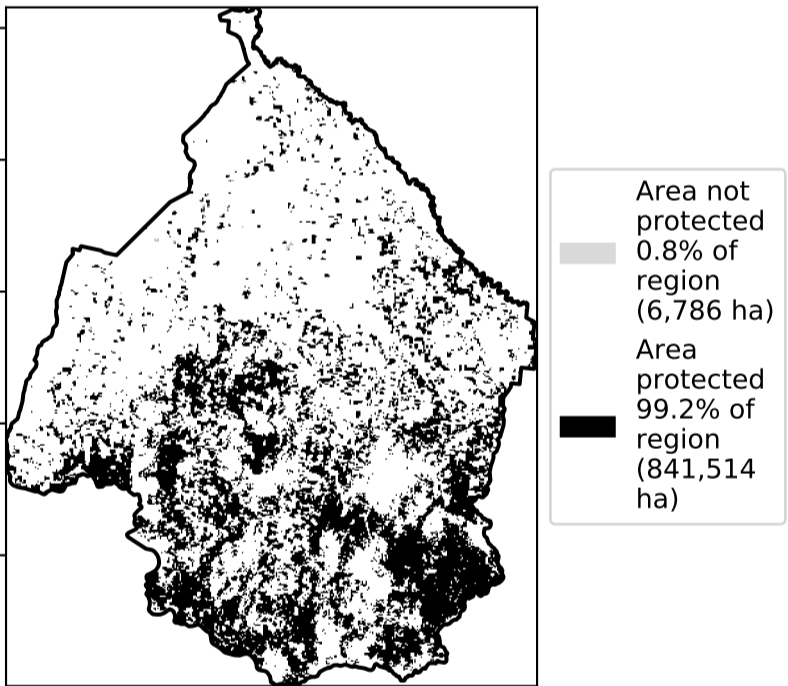 Area not
protected
0.8% of
region
(6,786 ha)
Area
protected
99.2% of
region
(841,514
ha)